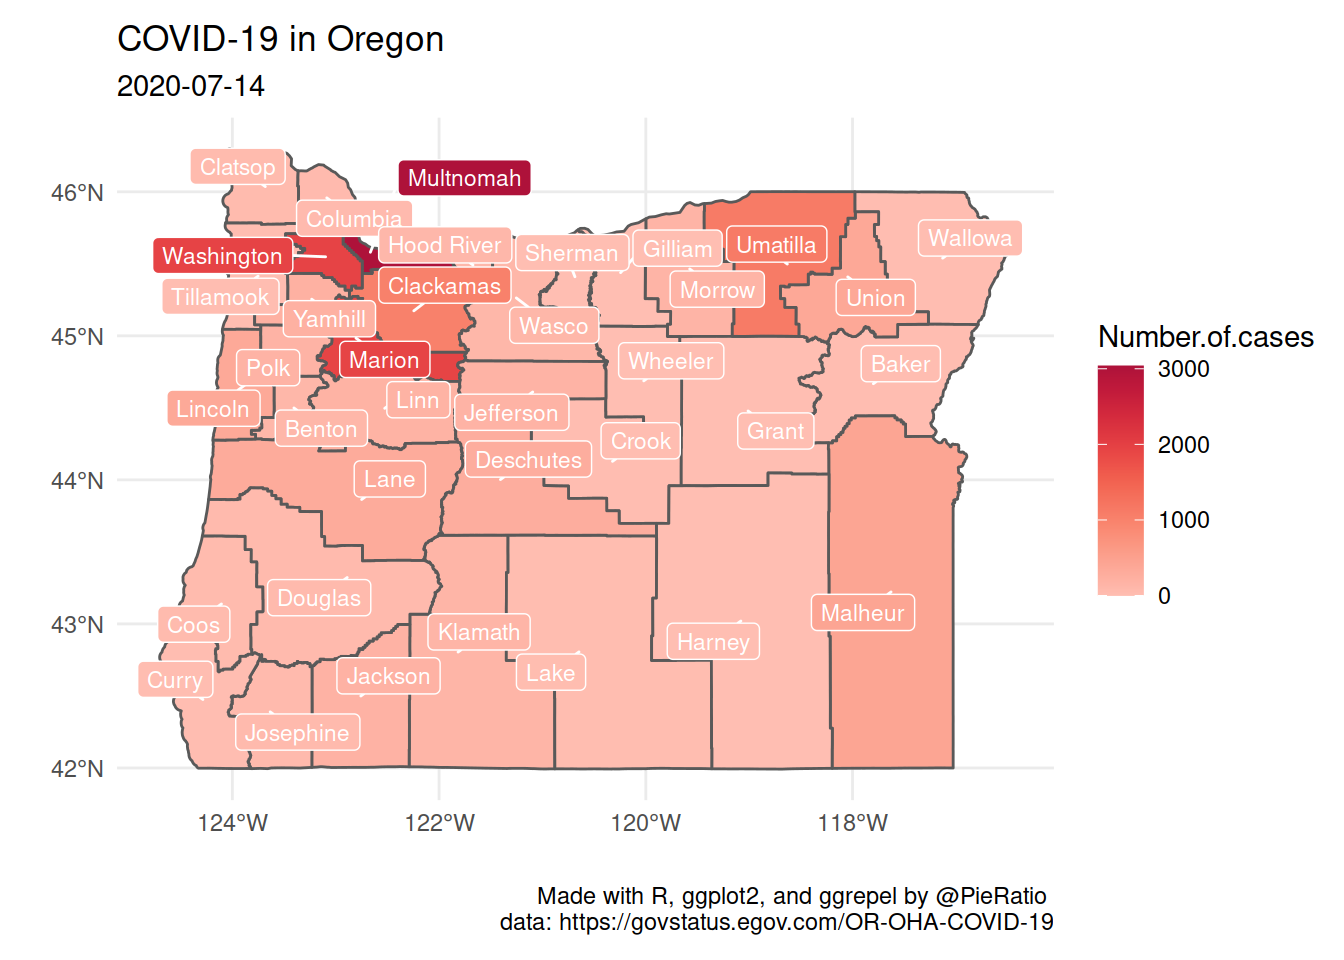 COVID-19 in Oregon
2020-07-14
46°N
45°N
44°N
43°N
42°N
124°W
122°W
120°W
118°W
Clatsop
Multnomah
Columbia
Washington
Hood River
Sherman
Gilliam
Umatilla
Wallowa
Tillamook
Clackamas
Morrow
Union
Yamhill
Wasco
Marion
Wheeler
Baker
Polk
Lincoln
Linn
Jefferson
Benton
Crook
Grant
Deschutes
Lane
Douglas
Coos
Klamath
Harney
Malheur
Curry
Jackson
Lake
Josephine
Number.of.cases
3000
2000
1000
0
Made with R, ggplot2, and ggrepel by @PieRatio
data: https://govstatus.egov.com/OR-OHA-COVID-19